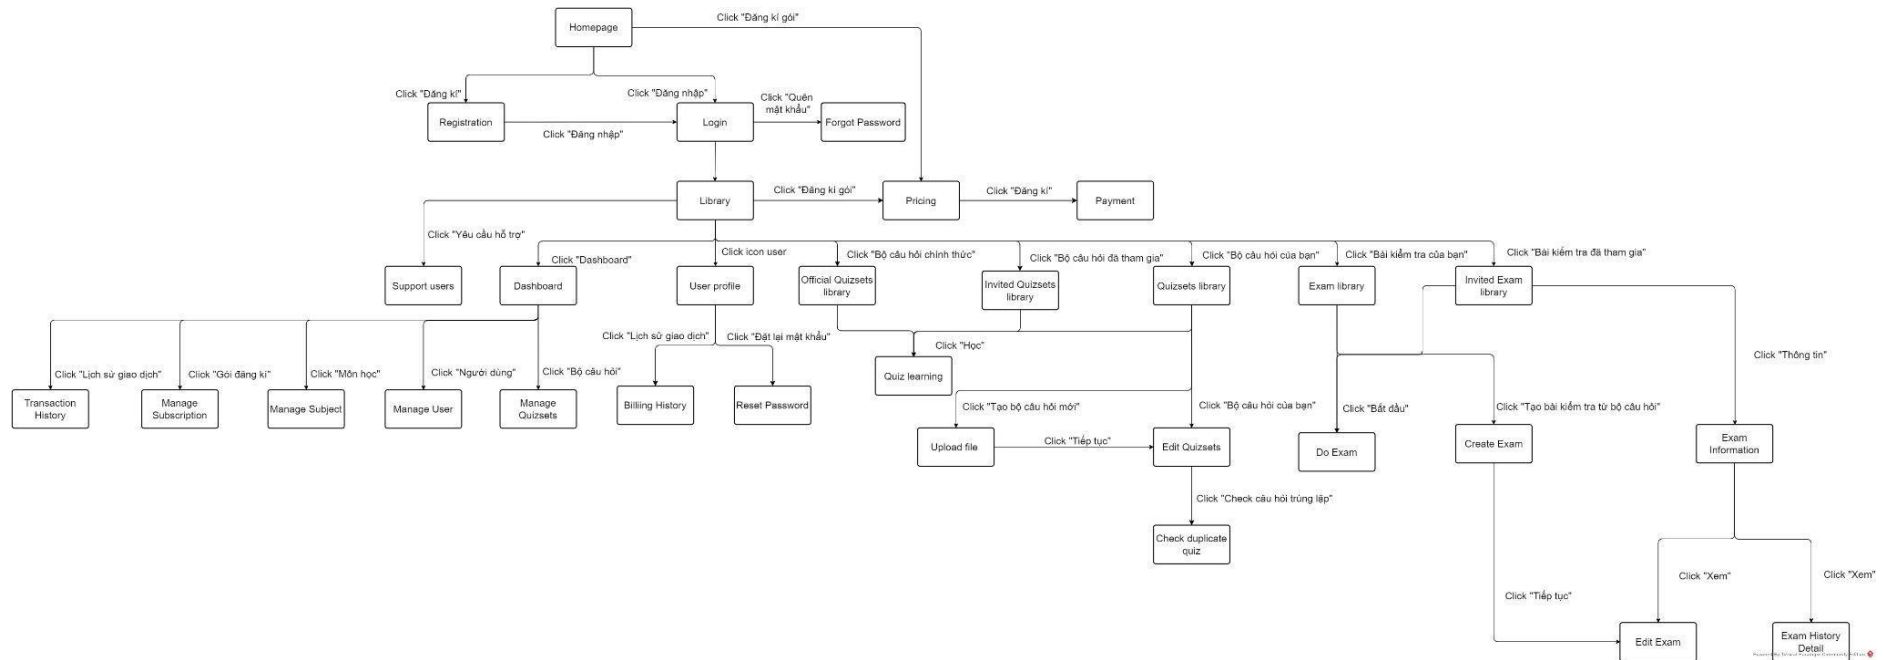 Click "Đăng kí gói"
Homepage
Click "Đăng kí"
Click "Đăng nhập"
Click "Quên
mật khẩu"
Registration
Click "Đăng nhập"
Login
Forgot Password
Library
Click "Đăng kí gói"
Pricing
Click "Đăng kí"
Payment
Click "Yêu cầu hỗ trợ"
Click "Dashboard"
Click icon user
Click "Bộ câu hỏi chính thức"
Click "Bộ câu hỏi đã tham gia"
Click "Bộ câu hỏi của bạn"
Click "Bài kiểm tra của bạn"
Click "Bài kiểm tra đã tham gia"
Support users
Dashboard
User profile
Official Quizsets
library
Invited Quizsets
library
Quizsets library
Exam library
Invited Exam
library
Click "Lịch sử giao dịch"
Click "Đặt lại mật khẩu"
Click "Học"
Click "Thông tin"
Click "Lịch sử giao dịch"
Click "Gói đăng kí"
Click "Môn học"
Click "Người dùng"
Click "Bộ câu hỏi"
Quiz learning
Transaction
History
Manage
Subscription
Manage Subject
Manage User
Manage
Quizsets
Billiing History
Reset Password
Click "Tạo bộ câu hỏi mới"
Click "Bộ câu hỏi của bạn"
Click "Bắt đầu"
Click "Tạo bài kiểm tra từ bộ câu hỏi"
Upload file
Click "Tiếp tục"
Edit Quizsets
Do Exam
Create Exam
Exam
Information
Click "Check câu hỏi trùng lặp"
Check duplicate
quiz
Click "Xem"
Click "Xem"
Click "Tiếp tục"
Edit Exam
Exam History
Detail